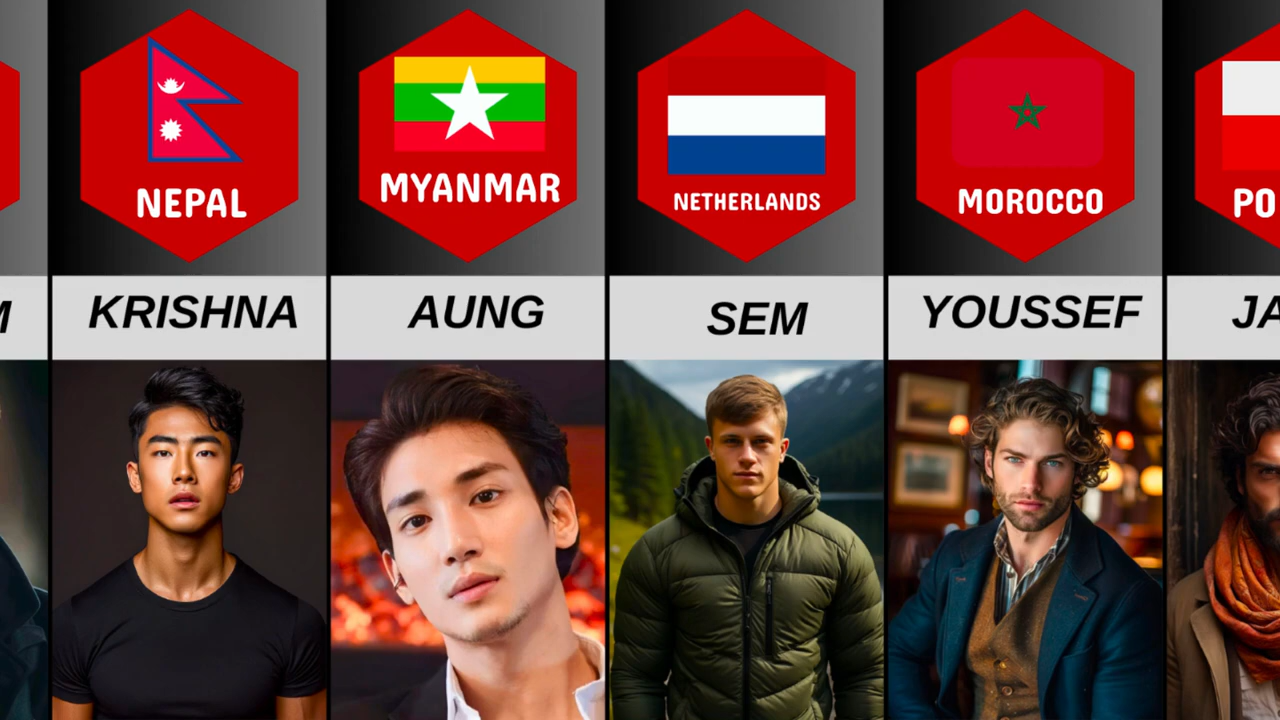 NEPAL
MYANMAR
NETHERLANDS
MOROCCO
KRISHNA
AUNG
SEM
YOUSSEF